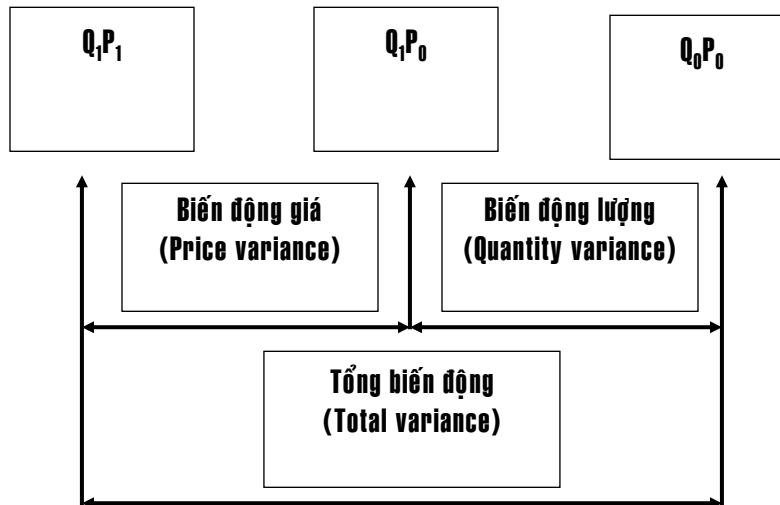 Q₁P₁
Q₁P₀
Q₀P₀
Biến động giá
(Price variance)
Biến động lượng
(Quantity variance)
Tổng biến động
(Total variance)